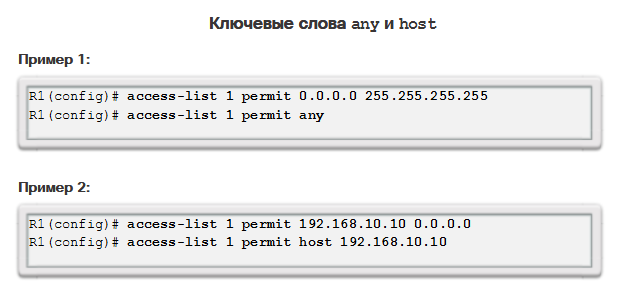 Ключевые слова any и host
Пример 1:
R1(config)# access-list 1 permit 0.0.0.0 255.255.255.255
R1(config)# access-list 1 permit any
Пример 2:
R1(config)# access-list 1 permit 192.168.10.10 0.0.0.0
R1(config)# access-list 1 permit host 192.168.10.10